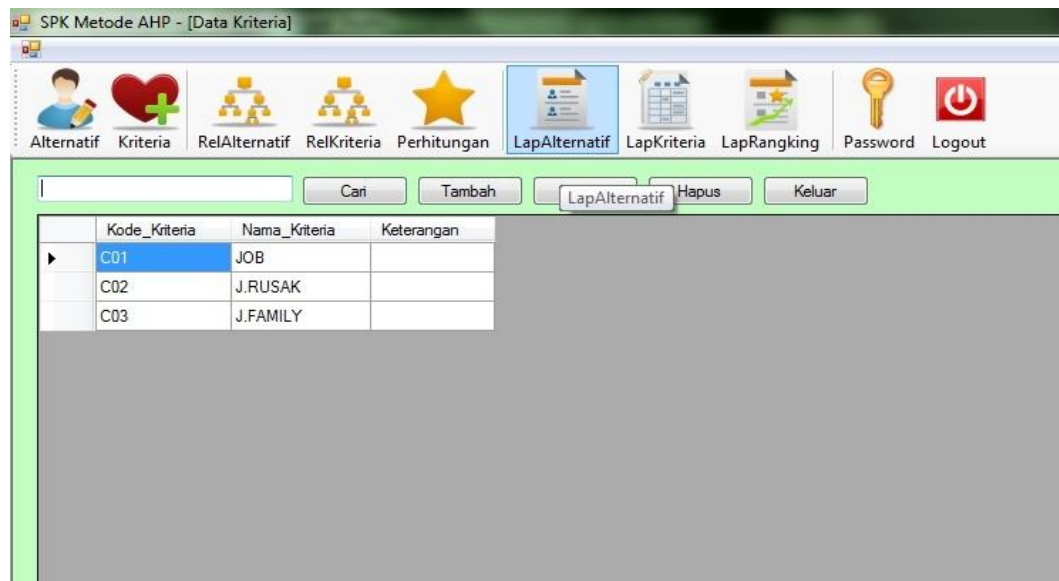 SPK Metode AHP - [Data Kriteria]
Alternatif Kriteria RelAlternatif RelKriteria Perhitungan LapAlternatif LapKriteria LapRangking Password Logout
Cari Tambah LapAlternatif Hapus Keluar
Kode_Kriteria Nama_Kriteria Keterangan
C01 JOB
C02 J.RUSAK
C03 J.FAMILY